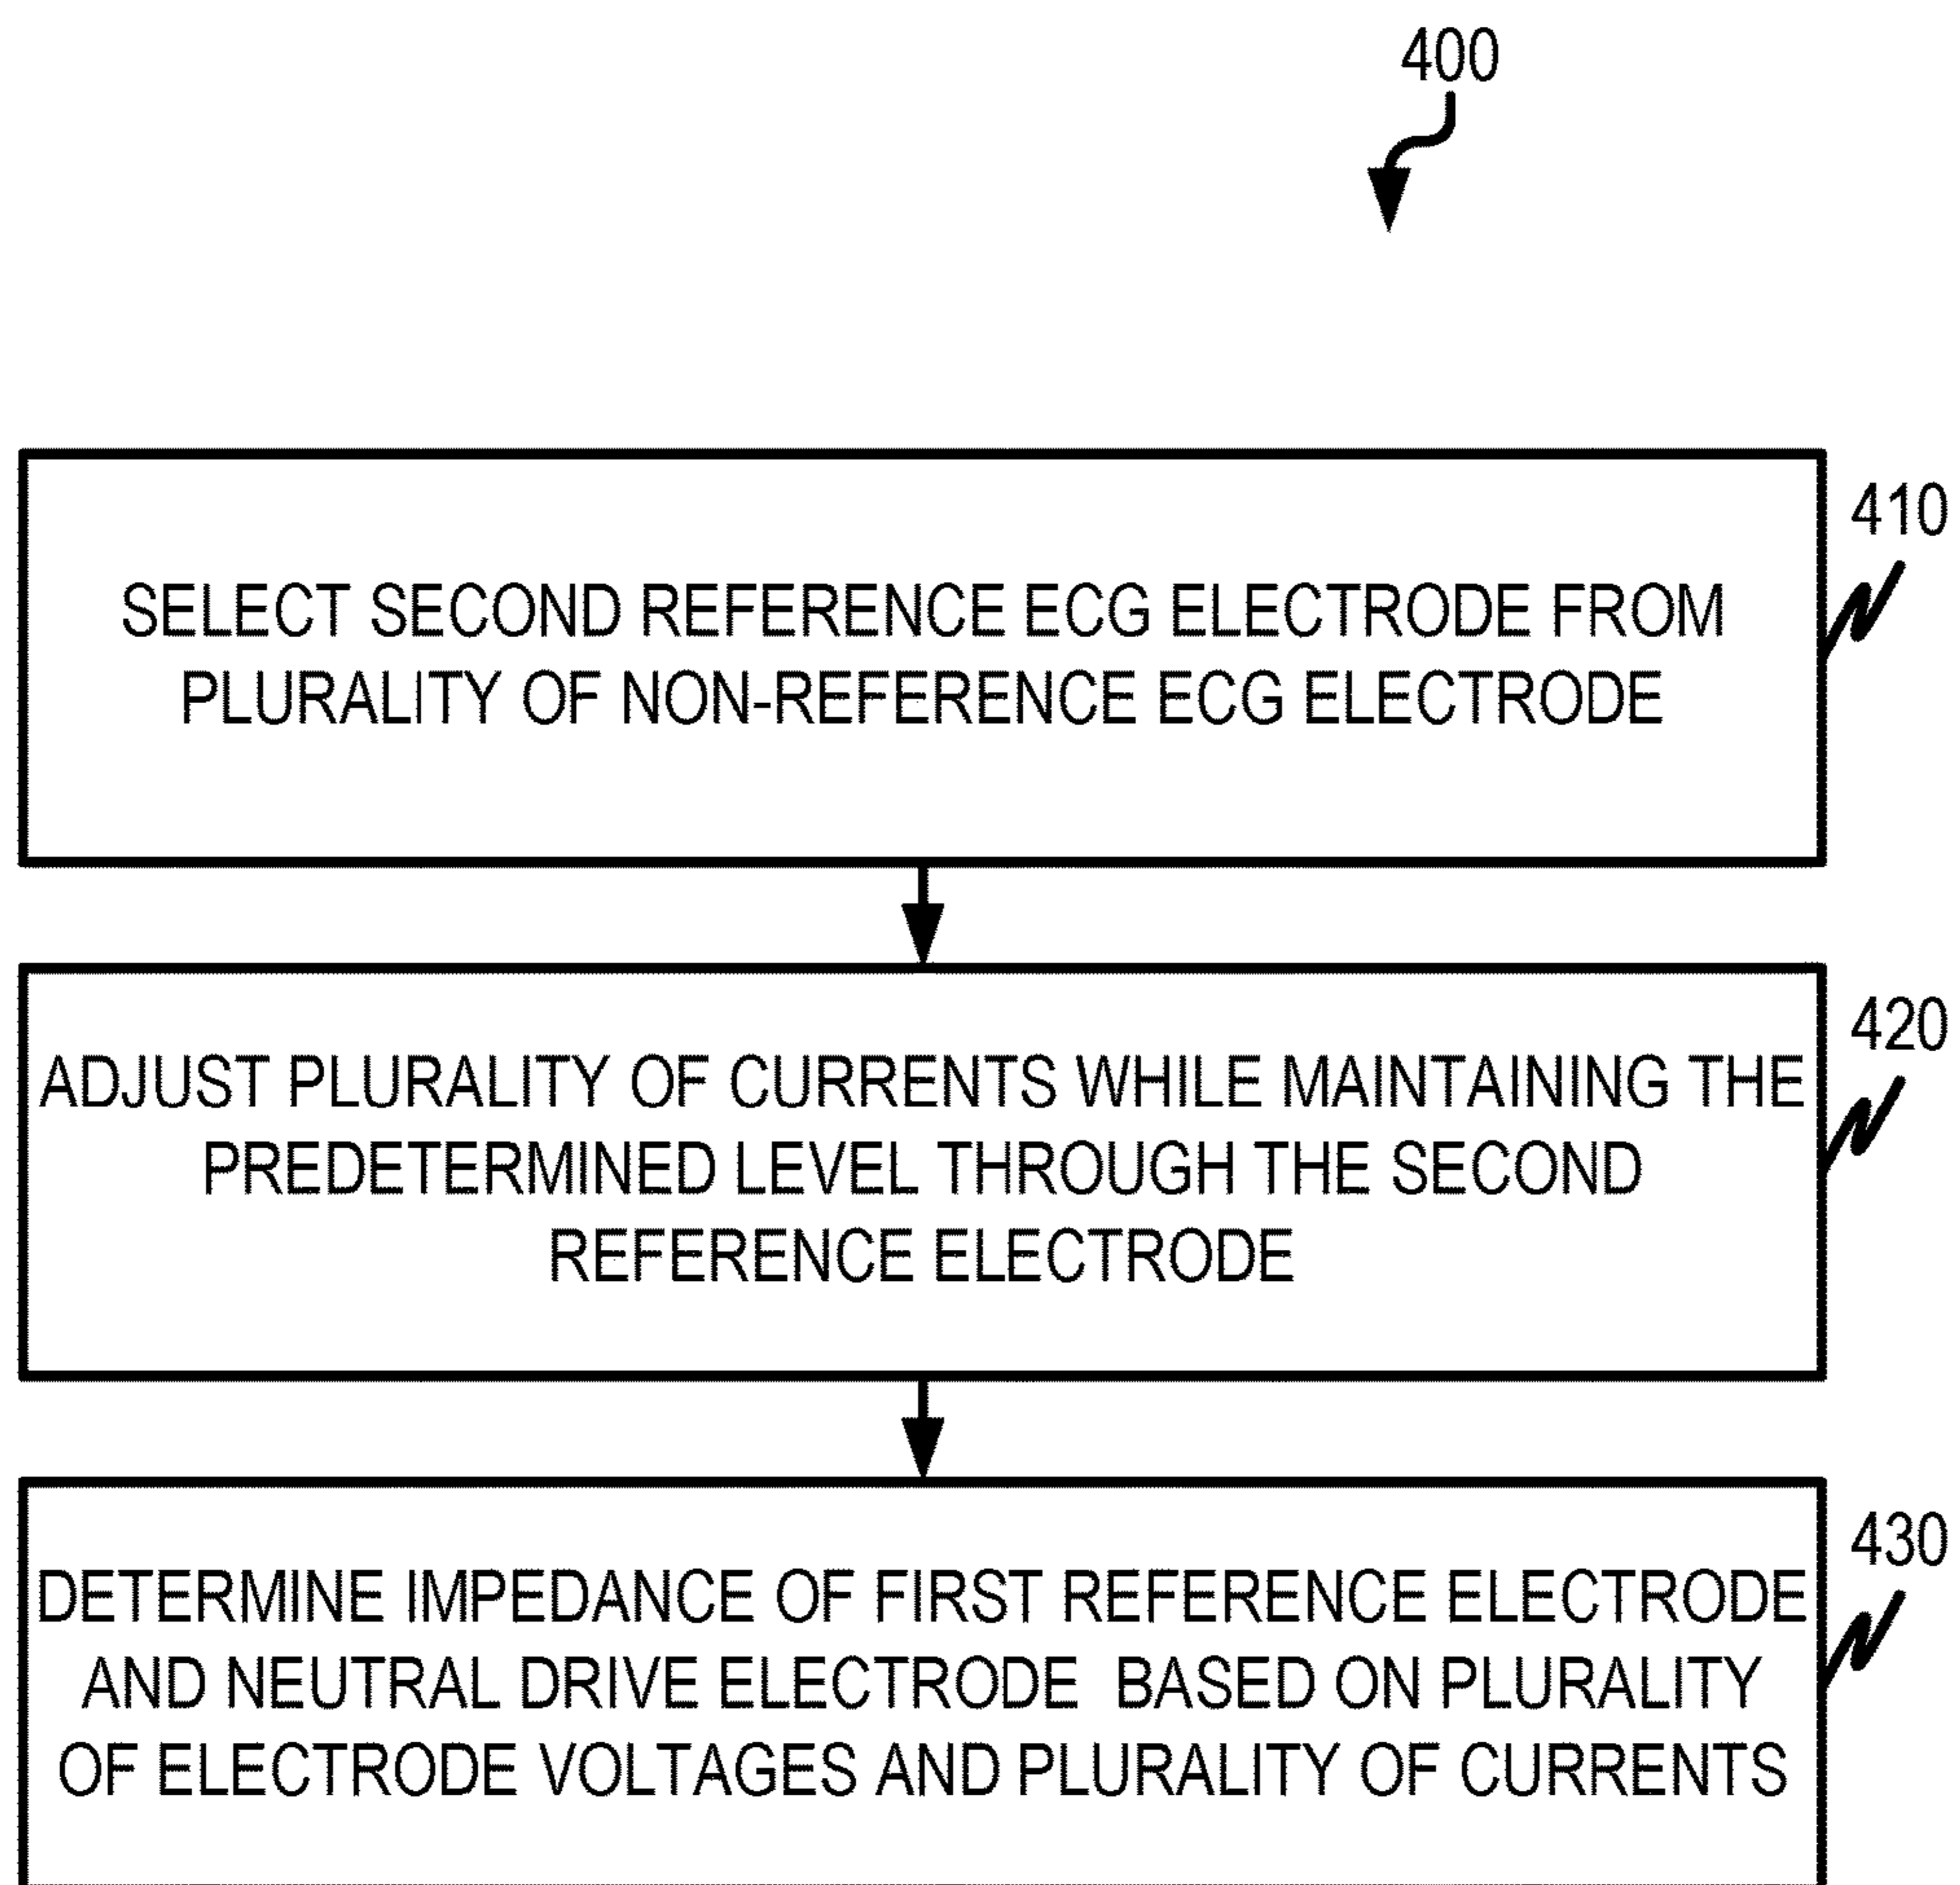 400
410
SELECT SECOND REFERENCE ECG ELECTRODE FROM
PLURALITY OF NON-REFERENCE ECG ELECTRODE
420
ADJUST PLURALITY OF CURRENTS WHILE MAINTAINING THE
PREDETERMINED LEVEL THROUGH THE SECOND
REFERENCE ELECTRODE
430
DETERMINE IMPEDANCE OF FIRST REFERENCE ELECTRODE
AND NEUTRAL DRIVE ELECTRODE BASED ON PLURALITY
OF ELECTRODE VOLTAGES AND PLURALITY OF CURRENTS